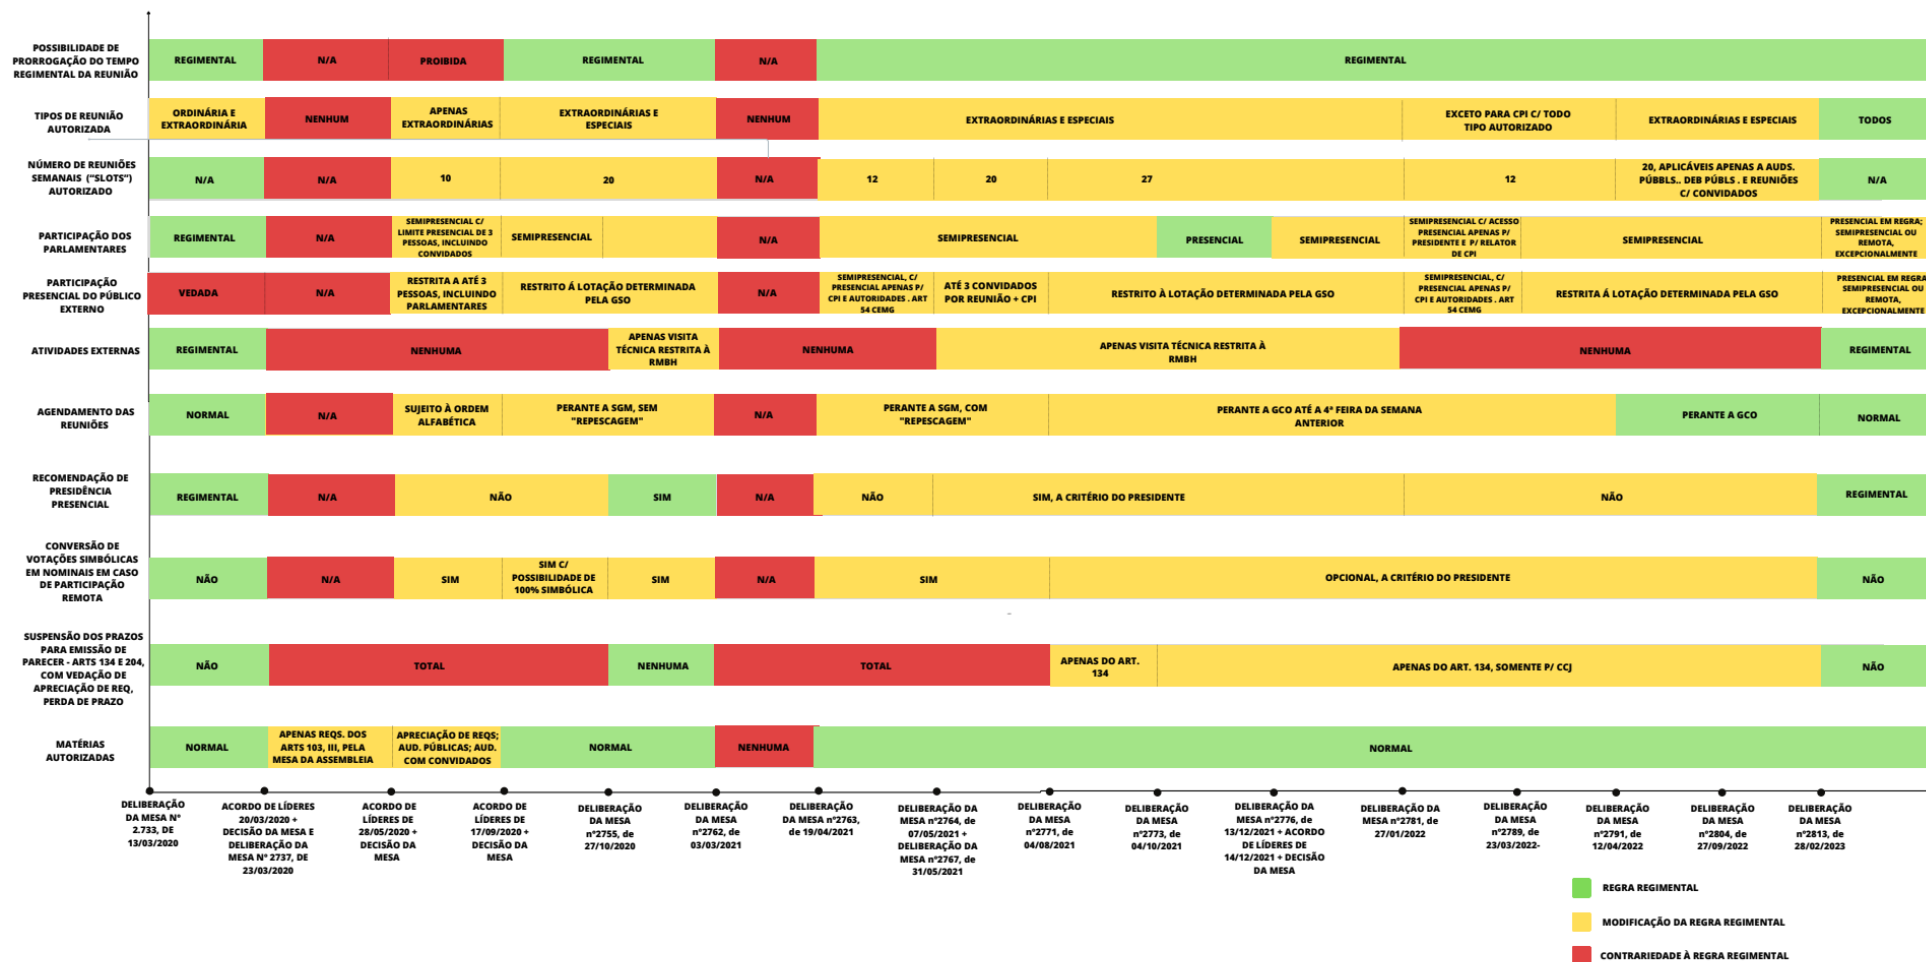 POSSIBILIDADE DE
PRORROGAÇÃO DO TEMPO
REGIMENTAL DA REUNIÃO
REGIMENTAL
N/A
PROIBIDA
REGIMENTAL
N/A
REGIMENTAL
TIPOS DE REUNIÃO
AUTORIZADA
ORDINÁRIA E
EXTRAORDINÁRIA
NENHUM
APENAS
EXTRAORDINÁRIAS
EXTRAORDINÁRIAS E
ESPECIAIS
NENHUM
EXTRAORDINÁRIAS E ESPECIAIS
EXCETO PARA CPI C/ TODO
TIPO AUTORIZADO
EXTRAORDINÁRIAS E ESPECIAIS
TODOS
NÚMERO DE REUNIÕES
SEMANAIS ("SLOTS")
AUTORIZADO
N/A
N/A
10
20
N/A
12
20
27
12
20, APLICÁVEIS APENAS A AUDS.
PÚBBLS.. DEB PÚBLS . E REUNIÕES
C/ CONVIDADOS
N/A
PARTICIPAÇÃO DOS
PARLAMENTARES
REGIMENTAL
N/A
SEMIPRESENCIAL C/
LIMITE PRESENCIAL DE 3
PESSOAS, INCLUINDO
CONVIDADOS
SEMIPRESENCIAL
N/A
SEMIPRESENCIAL
PRESENCIAL
SEMIPRESENCIAL
SEMIPRESENCIAL C/ ACESSO
PRESENCIAL APENAS P/
PRESIDENTE E P/ RELATOR
DE CPI
SEMIPRESENCIAL
PRESENCIAL EM REGRA;
SEMIPRESENCIAL OU
REMOTA,
EXCEPCIONALMENTE
PARTICIPAÇÃO
PRESENCIAL DO PÚBLICO
EXTERNO
VEDADA
N/A
RESTRITA A ATÉ 3
PESSOAS, INCLUINDO
PARLAMENTARES
RESTRITO Á LOTAÇÃO DETERMINADA
PELA GSO
N/A
SEMIPRESENCIAL, C/
PRESENCIAL APENAS P/
CPI E AUTORIDADES . ART
54 CEMG
ATÉ 3 CONVIDADOS
POR REUNIÃO + CPI
RESTRITO À LOTAÇÃO DETERMINADA PELA GSO
SEMIPRESENCIAL, C/
PRESENCIAL APENAS P/
CPI E AUTORIDADES . ART
54 CEMG
RESTRITA Á LOTAÇÃO DETERMINADA PELA GSO
PRESENCIAL EM REGRA
SEMIPRESENCIAL OU
REMOTA,
EXCEPCIONALMENTE
ATIVIDADES EXTERNAS
REGIMENTAL
NENHUMA
APENAS VISITA
TÉCNICA RESTRITA À
RMBH
NENHUMA
APENAS VISITA TÉCNICA RESTRITA À
RMBH
NENHUMA
REGIMENTAL
AGENDAMENTO DAS
REUNIÕES
NORMAL
N/A
SUJEITO À ORDEM
ALFABÉTICA
PERANTE A SGM, SEM
"REPESCAGEM"
N/A
PERANTE A SGM, COM
"REPESCAGEM"
PERANTE A GCO ATÉ A 4ª FEIRA DA SEMANA
ANTERIOR
PERANTE A GCO
NORMAL
RECOMENDAÇÃO DE
PRESIDÊNCIA
PRESENCIAL
REGIMENTAL
N/A
NÃO
SIM
N/A
NÃO
SIM, A CRITÉRIO DO PRESIDENTE
NÃO
REGIMENTAL
CONVERSÃO DE
VOTAÇÕES SIMBÓLICAS
EM NOMINAIS EM CASO
DE PARTICIPAÇÃO
REMOTA
NÃO
N/A
SIM
SIM C/
POSSIBILIDADE DE
100% SIMBÓLICA
SIM
N/A
SIM
OPCIONAL, A CRITÉRIO DO PRESIDENTE
NÃO
SUSPENSÃO DOS PRAZOS
PARA EMISSÃO DE
PARECER - ARTS 134 E 204,
COM VEDAÇÃO DE
APRECIAÇÃO DE REQ,
PERDA DE PRAZO
NÃO
TOTAL
NENHUMA
TOTAL
APENAS DO ART.
134
APENAS DO ART. 134, SOMENTE P/ CCJ
NÃO
MATÉRIAS
AUTORIZADAS
NORMAL
APENAS REQS. DOS
ARTS 103, III, PELA
MESA DA ASSEMBLEIA
APRECIAÇÃO DE REQS;
AUD. PÚBLICAS; AUD.
COM CONVIDADOS
NORMAL
NENHUMA
NORMAL
DELIBERAÇÃO
DA MESA Nº
2.733, DE
13/03/2020
ACORDO DE LÍDERES
20/03/2020 +
DECISÃO DA MESA E
DELIBERAÇÃO DA
MESA Nº 2737, DE
23/03/2020
ACORDO DE
LÍDERES DE
28/05/2020 +
DECISÃO DA
MESA
ACORDO DE
LÍDERES DE
17/09/2020 +
DECISÃO DA
MESA
DELIBERAÇÃO
DA MESA
nº2755, de
27/10/2020
DELIBERAÇÃO
DA MESA
nº2762, de
03/03/2021
DELIBERAÇÃO
DA MESA nº2763,
de 19/04/2021
DELIBERAÇÃO DA
MESA nº2764, de
07/05/2021 +
DELIBERAÇÃO DA
MESA nº2767, de
31/05/2021
DELIBERAÇÃO
DA MESA
nº2771, de
04/08/2021
DELIBERAÇÃO
DA MESA
nº2773, de
04/10/2021
DELIBERAÇÃO DA
MESA nº2776, de
13/12/2021 + ACORDO
DE LÍDERES DE
14/12/2021 + DECISÃO
DA MESA
DELIBERAÇÃO DA
MESA nº2781, de
27/01/2022
DELIBERAÇÃO
DA MESA
nº2789, de
23/03/2022-
DELIBERAÇÃO
DA MESA
nº2791, de
12/04/2022
DELIBERAÇÃO
DA MESA
nº2804, de
27/09/2022
DELIBERAÇÃO
DA MESA
nº2813, de
28/02/2023
REGRA REGIMENTAL
MODIFICAÇÃO DA REGRA REGIMENTAL
CONTRARIEDADE À REGRA REGIMENTAL